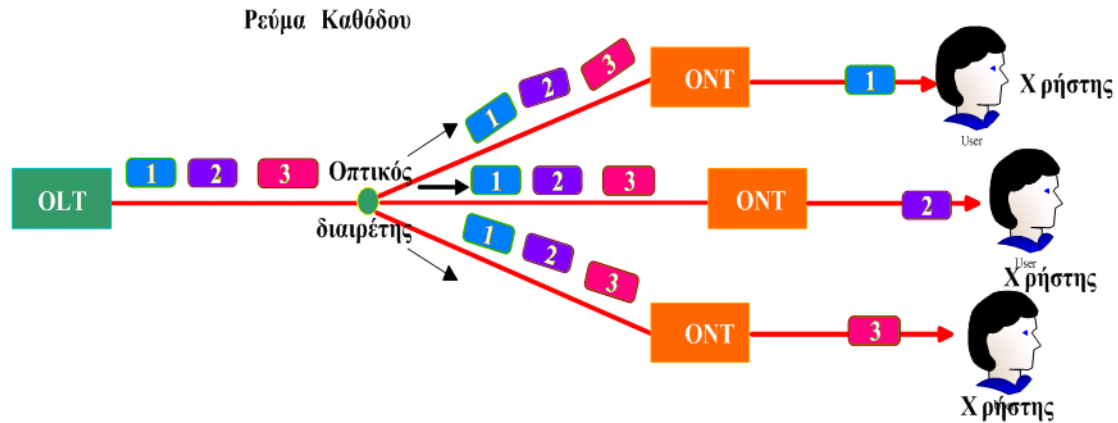 Ρεύμα Καθόδου
1 2 3
ONT
1
Χρήστης
User
OLT
1 2 3
Οπτικός
διαιρέτης
1 2 3
ONT
2
User
Χρήστης
1 2 3
ONT
3
Χρήστης